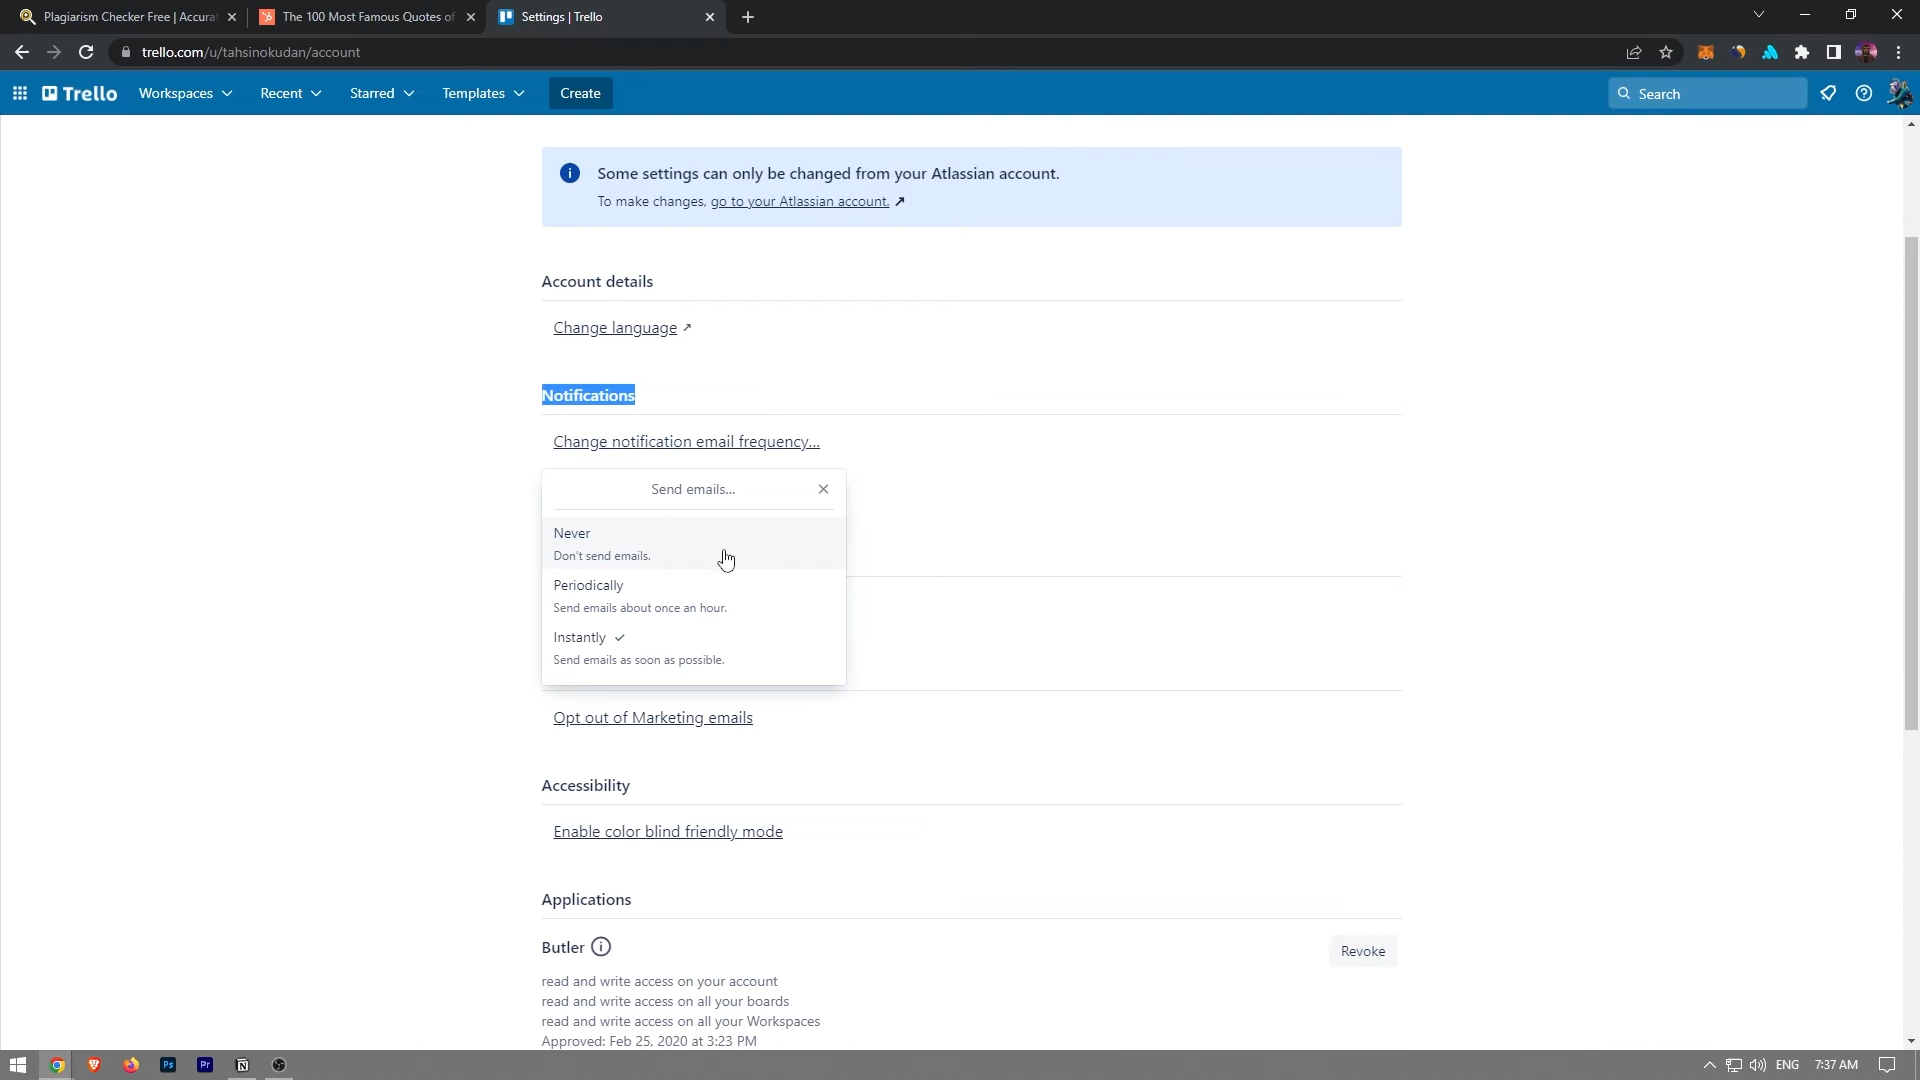 Plagiarism Checker Free | Accurat
The 100 Most Famous Quotes of
Settings | Trello
trello.com/u/tahsinokudan/account
Trello
Workspaces
Recent
Starred
Templates
Create
Search
Some settings can only be changed from your Atlassian account.
To make changes, go to your Atlassian account.
Account details
Change language
Notifications
Change notification email frequency...
Send emails...
Never
Don't send emails.
Periodically
Send emails about once an hour.
Instantly
Send emails as soon as possible.
Opt out of Marketing emails
Accessibility
Enable color blind friendly mode
Applications
Butler
Revoke
read and write access on your account
read and write access on all your boards
read and write access on all your Workspaces
Approved: Feb 25, 2020 at 3:23 PM
Ps
Pr
ENG
7:37 AM